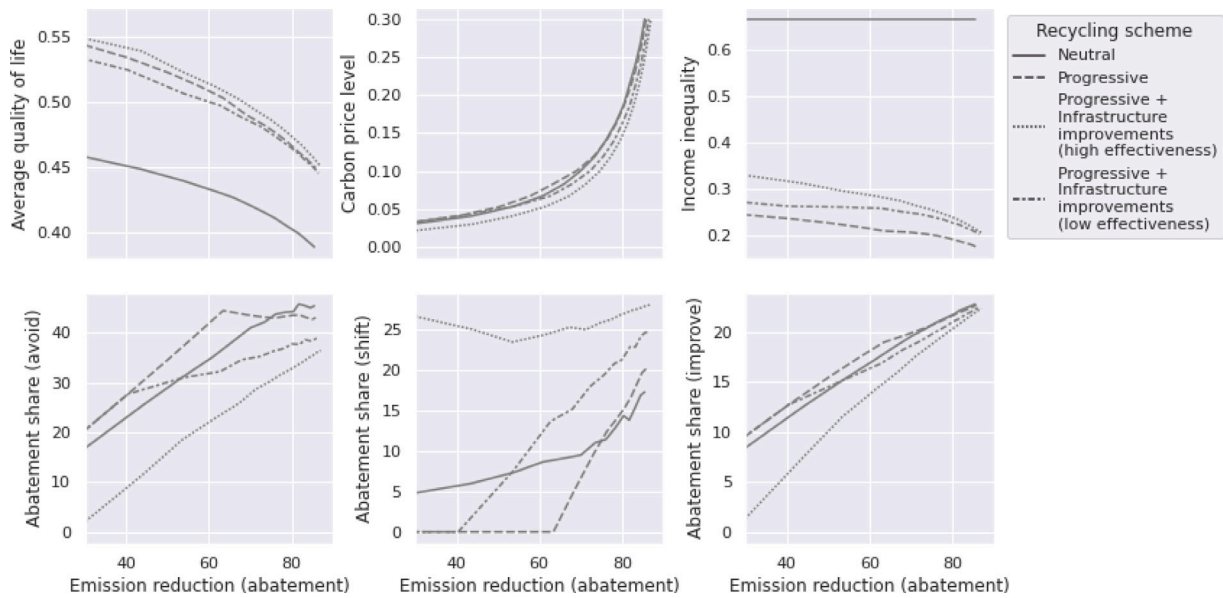 Average quality of life
0.55
0.50
0.45
0.40
Carbon price level
0.30
0.25
0.20
0.15
0.10
0.05
0.00
Income inequality
0.6
0.5
0.4
0.3
0.2
Recycling scheme
Neutral
Progressive
Progressive +
Infrastructure
improvements
(high effectiveness)
Progressive +
Infrastructure
improvements
(low effectiveness)
Abatement share (avoid)
40
30
20
10
0
40
60
80
Emission reduction (abatement)
Abatement share (shift)
25
20
15
10
5
0
40
60
80
Emission reduction (abatement)
Abatement share (improve)
20
15
10
5
0
40
60
80
Emission reduction (abatement)